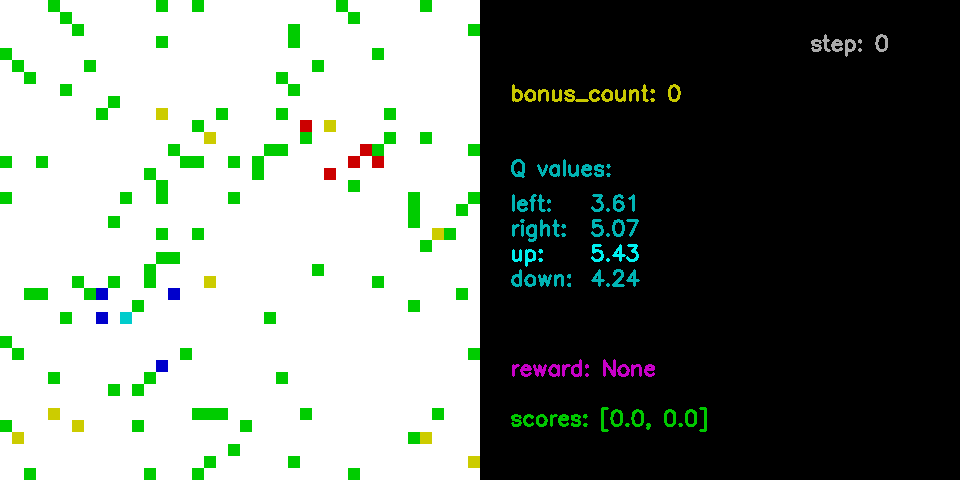 step: 0
bonus_count: 0
Q values:
left: 3.61
right: 5.07
up: 5.43
down: 4.24
reward: None
scores: [0.0, 0.0]